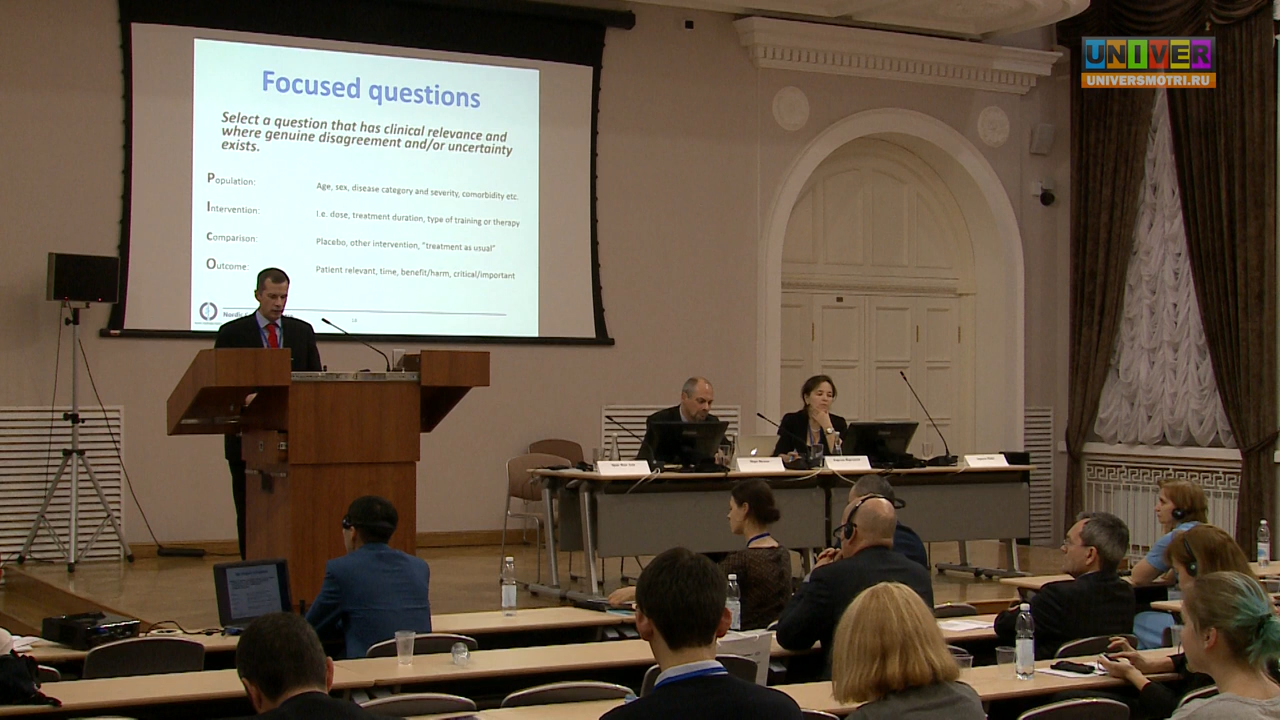 UNIVER
UNIVERSMOTRI.RU
Focused questions
Select a question that has clinical relevance and
where genuine disagreement and/or uncertainty
exists.
Population: Age, sex, disease category and severity, comorbidity etc.
Intervention: I.e. dose, treatment duration, type of training or therapy
Comparison: Placebo, other intervention, "treatment as usual"
Outcome: Patient relevant, time, benefit/harm, critical/important
Nordic